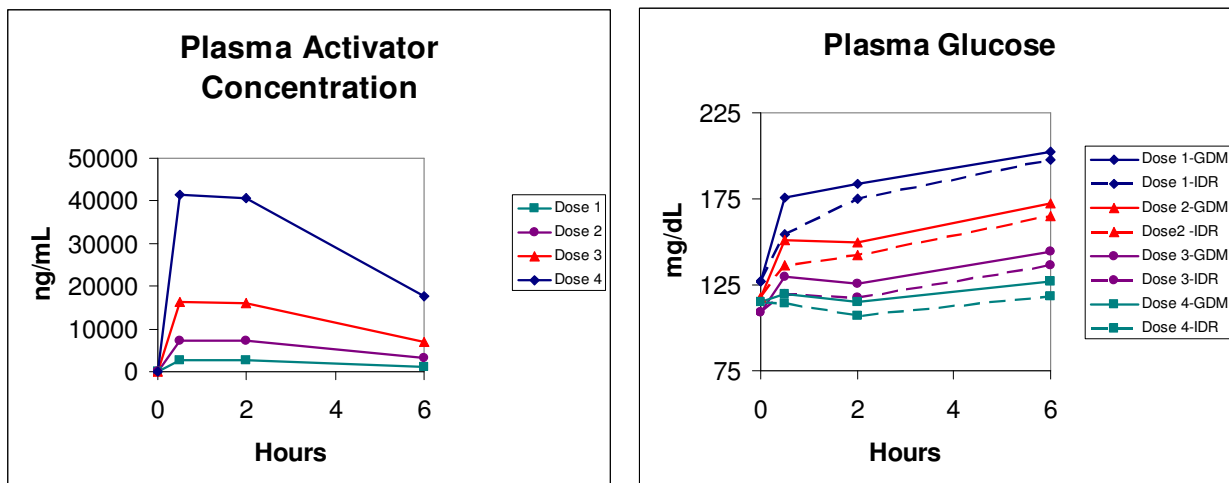 Plasma Activator
Concentration
50000
40000
30000
20000
10000
0
ng/mL
0 2 4 6
Hours
Dose 1
Dose 2
Dose 3
Dose 4
Plasma Glucose
225
175
125
75
mg/dL
0 2 4 6
Hours
Dose 1-GDM
Dose 1-IDR
Dose 2-GDM
Dose2 -IDR
Dose 3-GDM
Dose 3-IDR
Dose 4-GDM
Dose 4-IDR